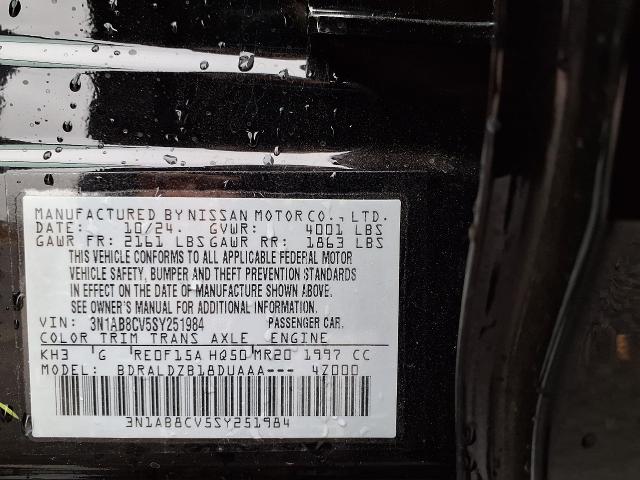 MANUFACTURED BY NISSAN MOTOR CO., LTD.
DATE: 10/24. GVWR: 4001 LBS
GAWR FR: 2161 LBS GAWR RR: 1863 LBS
THIS VEHICLE CONFORMS TO ALL APPLICABLE FEDERAL MOTOR
VEHICLE SAFETY, BUMPER AND THEFT PREVENTION STANDARDS
IN EFFECT ON THE DATE OF MANUFACTURE SHOWN ABOVE.
SEE OWNER'S MANUAL FOR ADDITIONAL INFORMATION.
VIN: 3N1AB8CV5SY251984 PASSENGER CAR.
COLOR TRIM TRANS AXLE ENGINE
KH3 G RE0F15A HQ50 MR20 1997 CC
MODEL: BDRALDZB18DUAAA--- 4Z000
3N1AB8CV5SY251984